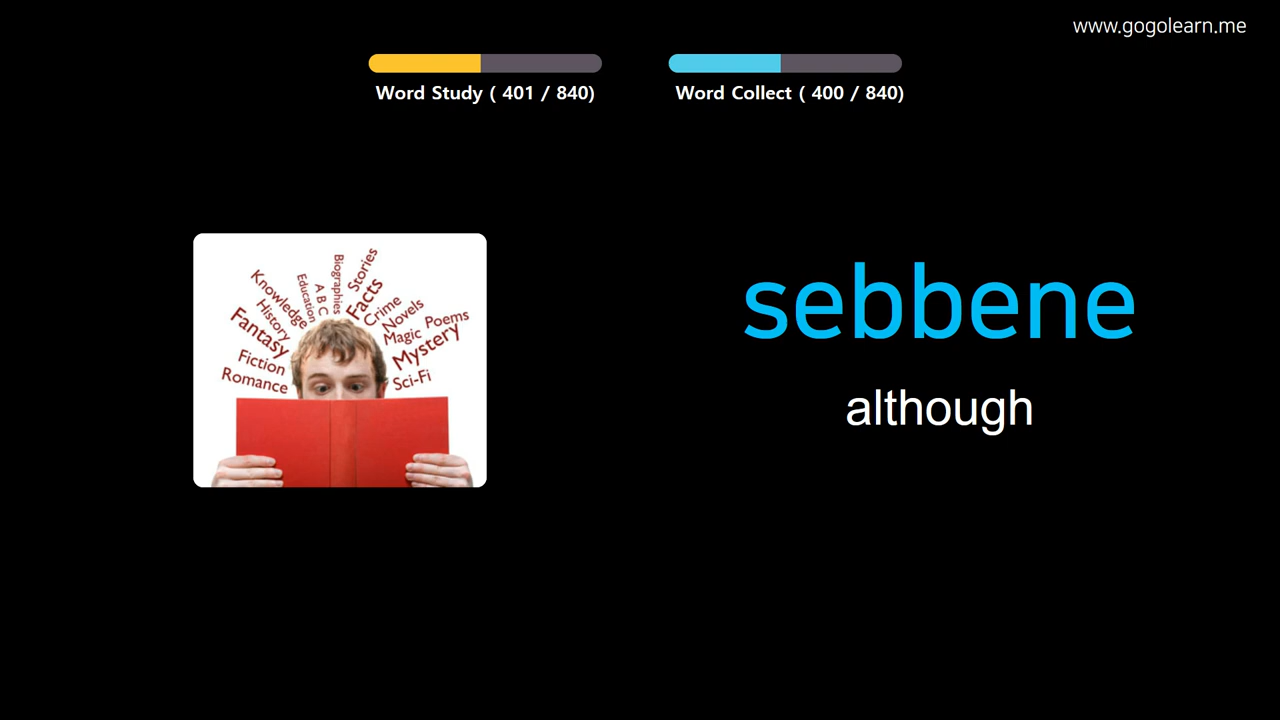 www.gogolearn.me
Word Study ( 401 / 840)
Word Collect ( 400 / 840)
Knowledge
History
Fantasy
Fiction
Romance
Education
A B C
Biographies
Stories
Facts
Crime
Novels
Magic
Poems
Mystery
Sci-Fi
sebbene
although